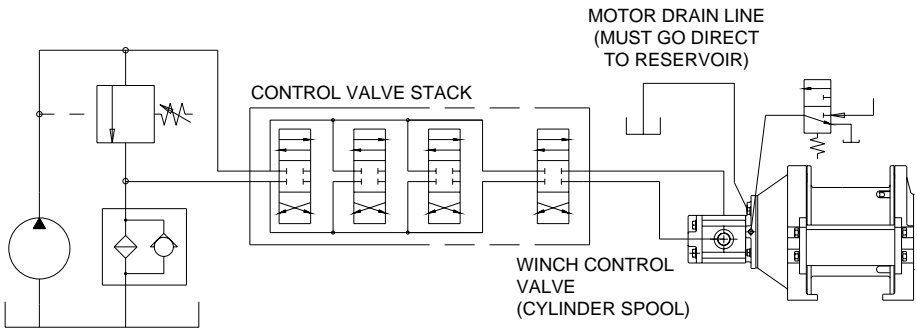 MOTOR DRAIN LINE
(MUST GO DIRECT
TO RESERVOIR)
CONTROL VALVE STACK
WINCH CONTROL
VALVE
(CYLINDER SPOOL)